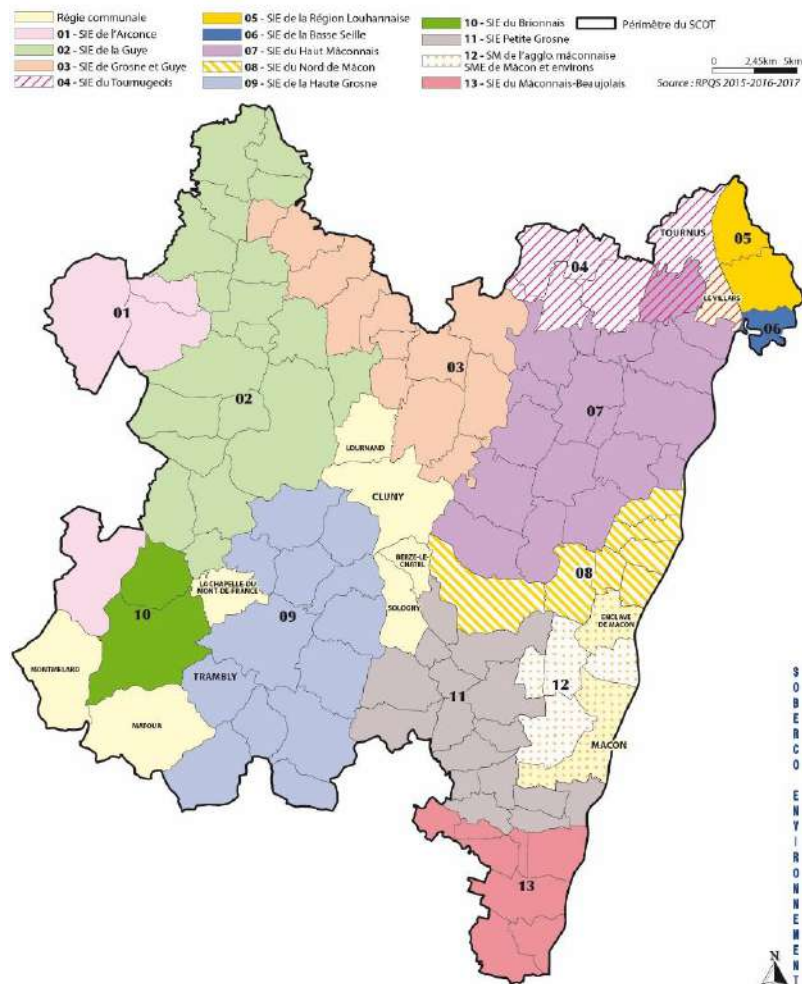 Régie communale
01 - SIE de l'Arconce
02 - SIE de la Guye
03 - SIE de Grosne et Guye
04 - SIE du Tournugeois
05 - SIE de la Région Louhannaise
06 - SIE de la Basse Seille
07 - SIE du Haut Mâconnais
08 - SIE du Nord de Mâcon
09 - SIE de la Haute Grosne
10 - SIE du Brionnais
11 - SIE Petite Grosne
12 - SM de l'agglo. mâconnaise
SME de Mâcon et environs
13 - SIE du Mâconnais-Beaujolais
Périmètre du SCOT
0 2,45km 5km
Source : RPQS 2015-2016-2017
TOURNUS
05
04
LE VILLARS
01
06
03
02
07
LOURNAND
CLUNY
BERZE-LE-
CHATEL
08
LA CHAPELLE-DU
MONT-DE-FRANCE
SOLOGNY
ENCLAVE
DE MACON
10
09
MONTMELARD
TRAMBLY
12
11
MATOUR
MACON
13
SOBERCO ENVIRONNEMENT
N